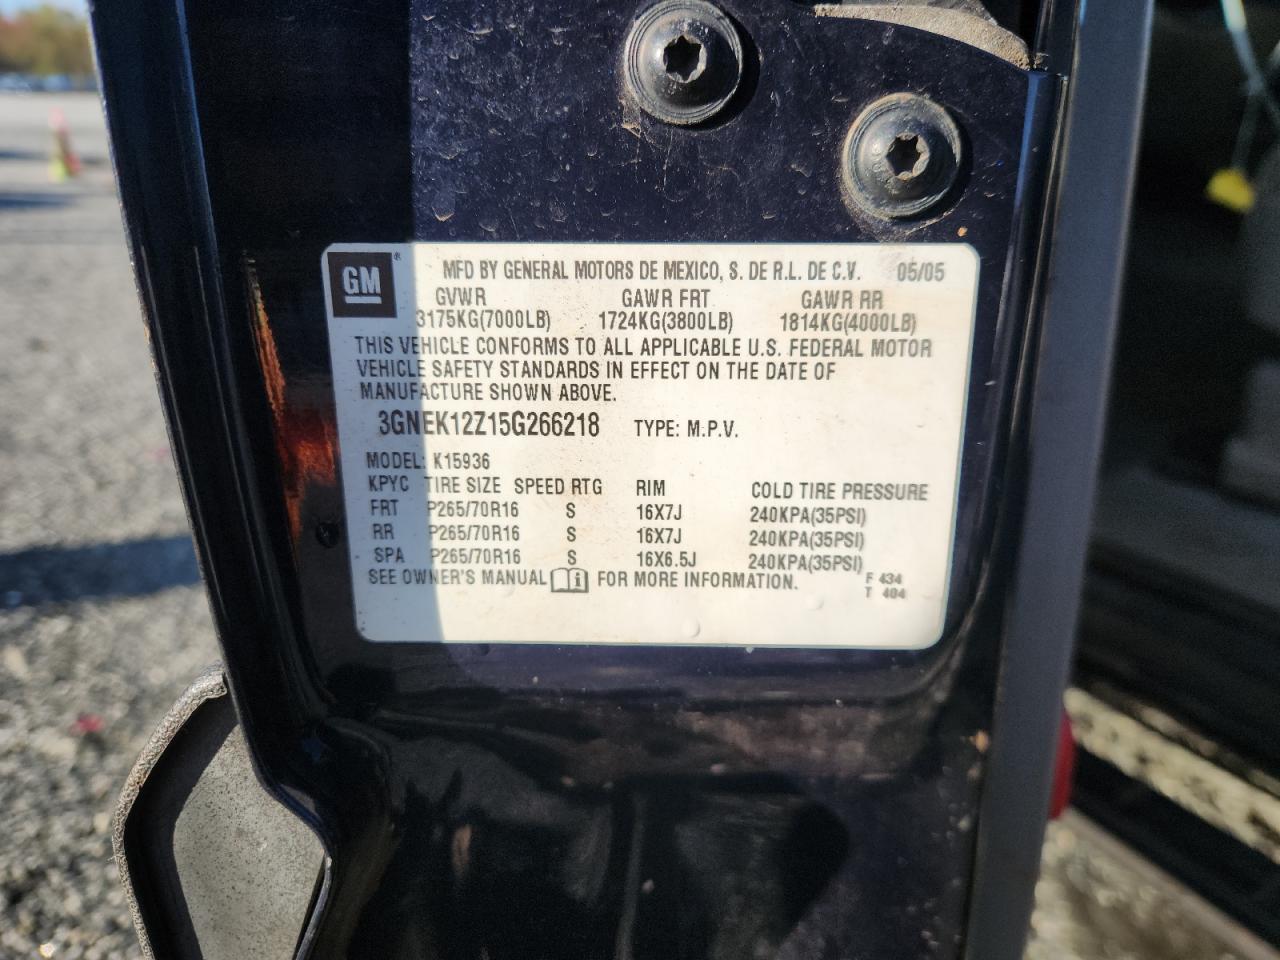 GM ® MFD BY GENERAL MOTORS DE MEXICO, S. DE R.L. DE C.V. 05/05
GVWR GAWR FRT GAWR RR
3175KG(7000LB) 1724KG(3800LB) 1814KG(4000LB)
THIS VEHICLE CONFORMS TO ALL APPLICABLE U.S. FEDERAL MOTOR
VEHICLE SAFETY STANDARDS IN EFFECT ON THE DATE OF
MANUFACTURE SHOWN ABOVE.
3GNEK12Z15G266218 TYPE: M.P.V.
MODEL: K15936
KPYC TIRE SIZE SPEED RTG RIM COLD TIRE PRESSURE
FRT P265/70R16 S 16X7J 240KPA(35PSI)
RR P265/70R16 S 16X7J 240KPA(35PSI)
SPA P265/70R16 S 16X6.5J 240KPA(35PSI)
SEE OWNER'S MANUAL FOR MORE INFORMATION. F 434
T 404